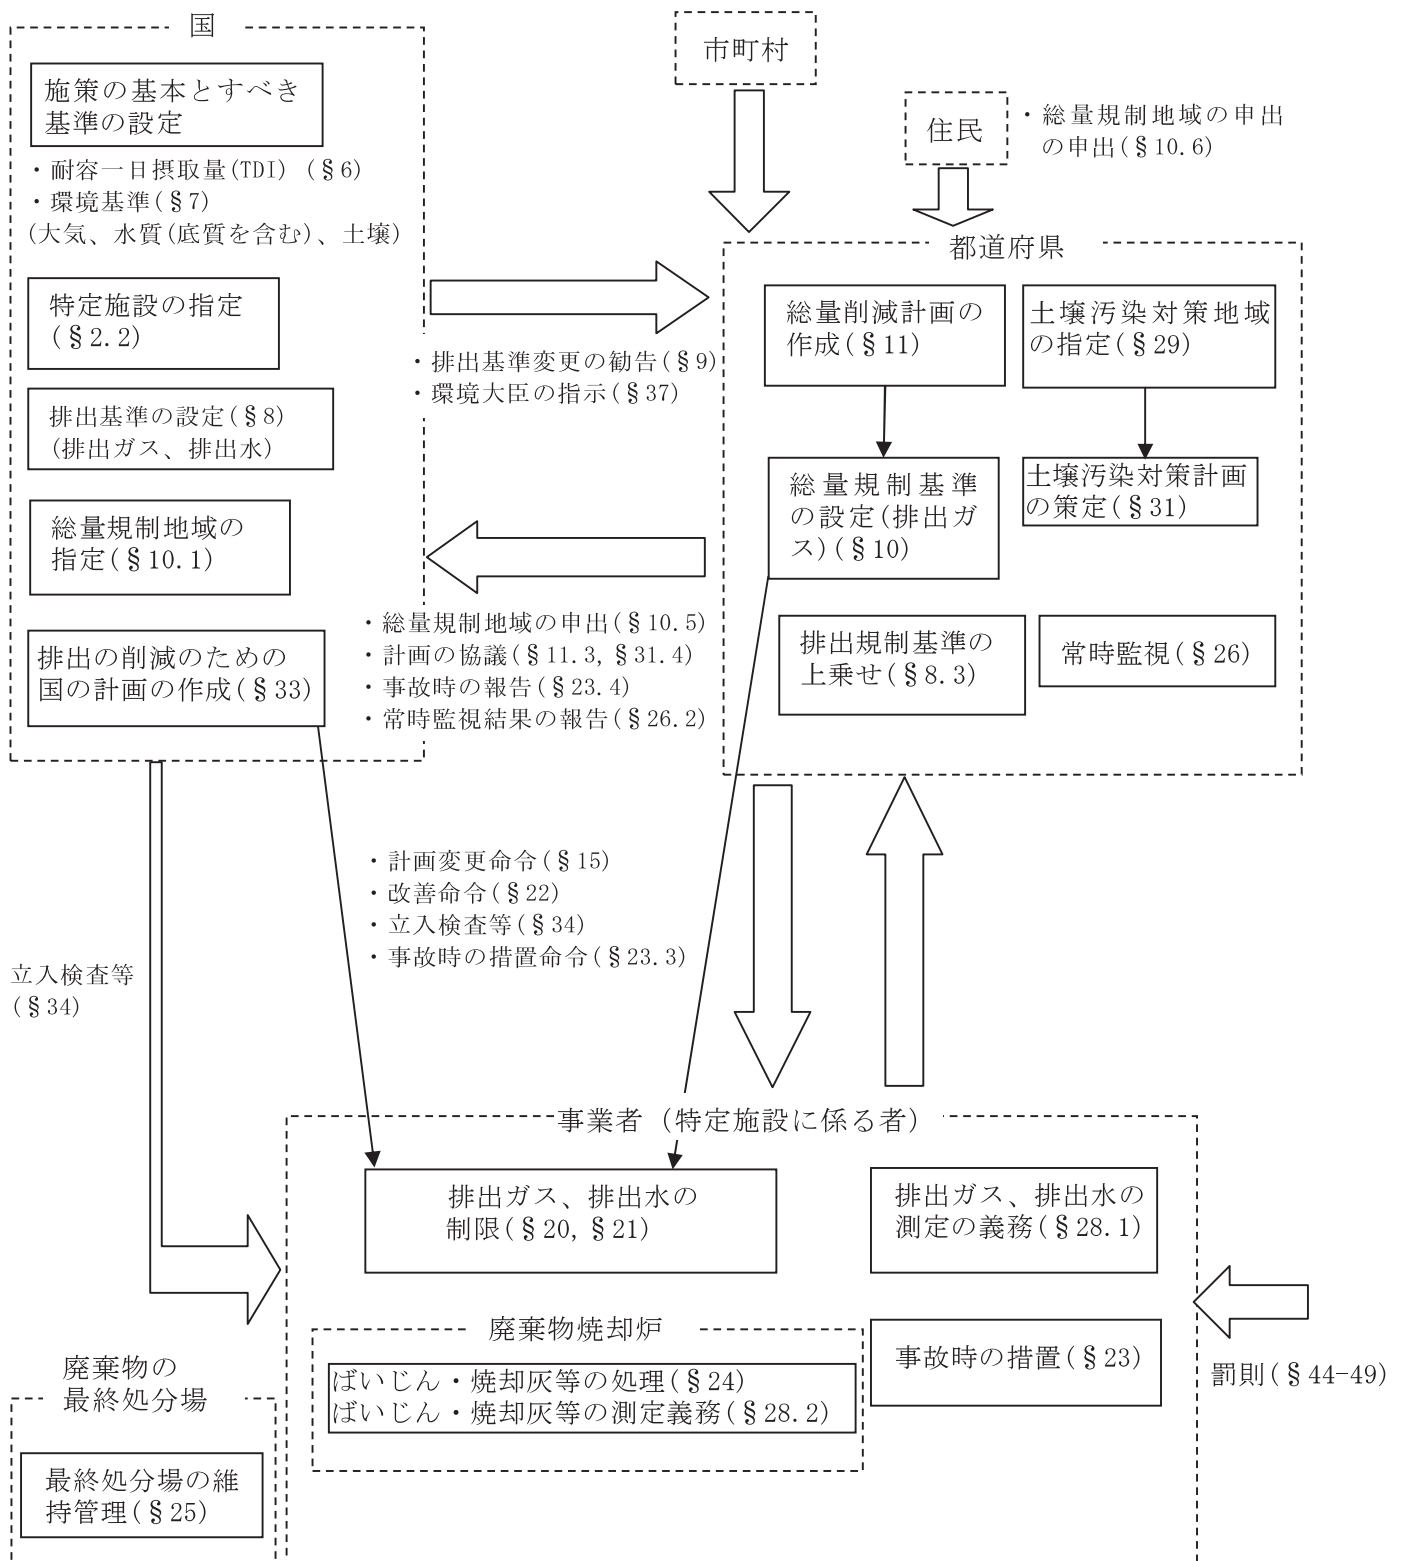 国
施策の基本とすべき
基準の設定
・耐容一日摂取量(TDI) (§6)
・環境基準(§7)
(大気、水質(底質を含む)、土壌)
特定施設の指定
(§2.2)
排出基準の設定(§8)
(排出ガス、排出水)
総量規制地域の
指定(§10.1)
排出の削減のための
国の計画の作成(§33)
市町村
住民
・総量規制地域の申出
の申出(§10.6)
・排出基準変更の勧告(§9)
・環境大臣の指示(§37)
・総量規制地域の申出(§10.5)
・計画の協議(§11.3, §31.4)
・事故時の報告(§23.4)
・常時監視結果の報告(§26.2)
都道府県
総量削減計画の
作成(§11)
土壌汚染対策地域
の指定(§29)
総量規制基準
の設定(排出ガ
ス)(§10)
土壌汚染対策計画
の策定(§31)
排出規制基準の
上乗せ(§8.3)
常時監視(§26)
・計画変更命令(§15)
・改善命令(§22)
・立入検査等(§34)
・事故時の措置命令(§23.3)
立入検査等
(§34)
事業者（特定施設に係る者）
排出ガス、排出水の
制限(§20, §21)
排出ガス、排出水の
測定の義務(§28.1)
廃棄物焼却炉
ばいじん・焼却灰等の処理(§24)
ばいじん・焼却灰等の測定義務(§28.2)
事故時の措置(§23)
罰則(§44-49)
廃棄物の
最終処分場
最終処分場の維
持管理(§25)